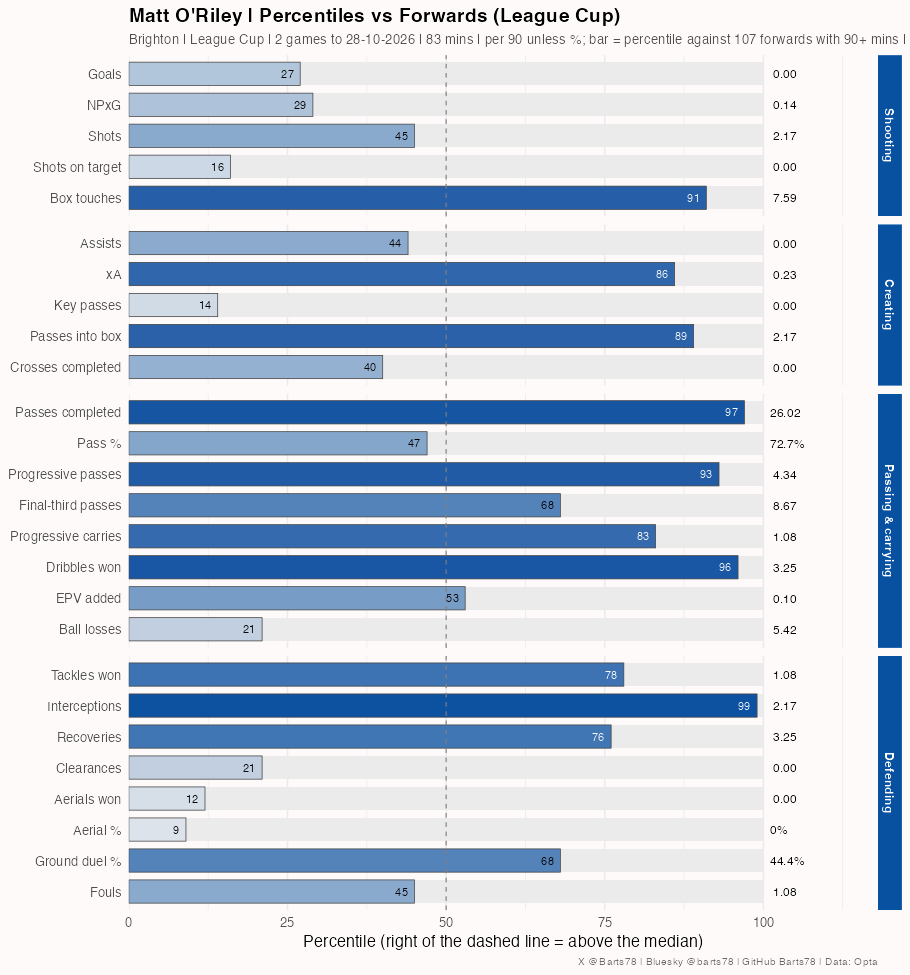 Matt O'Riley | Percentiles vs Forwards (League Cup)
Brighton | League Cup | 2 games to 28-10-2026 | 83 mins | per 90 unless %; bar = percentile against 107 forwards with 90+ mins |
Goals 27 0.00
NPxG 29 0.14
Shots 45 2.17
Shots on target 16 0.00
Box touches 91 7.59
Shooting
Assists 44 0.00
xA 86 0.23
Key passes 14 0.00
Passes into box 89 2.17
Crosses completed 40 0.00
Creating
Passes completed 97 26.02
Pass % 47 72.7%
Progressive passes 93 4.34
Final-third passes 68 8.67
Progressive carries 83 1.08
Dribbles won 96 3.25
EPV added 53 0.10
Ball losses 21 5.42
Passing & carrying
Tackles won 78 1.08
Interceptions 99 2.17
Recoveries 76 3.25
Clearances 21 0.00
Aerials won 12 0.00
Aerial % 9 0%
Ground duel % 68 44.4%
Fouls 45 1.08
Defending
0 25 50 75 100
Percentile (right of the dashed line = above the median)
X @Barts78 | Bluesky @barts78 | GitHub Barts78 | Data: Opta